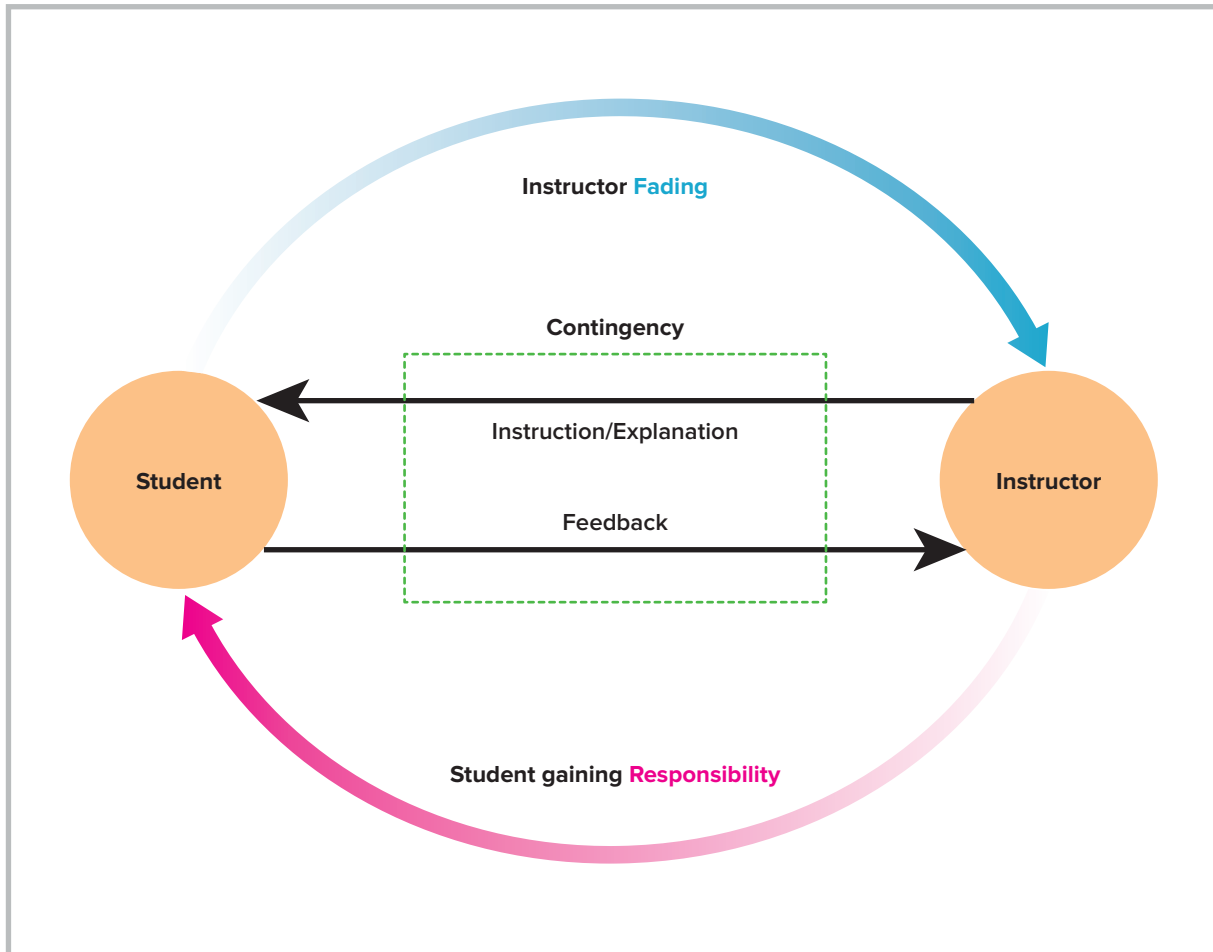 Instructor Fading
Contingency
Instruction/Explanation
Student
Instructor
Feedback
Student gaining Responsibility